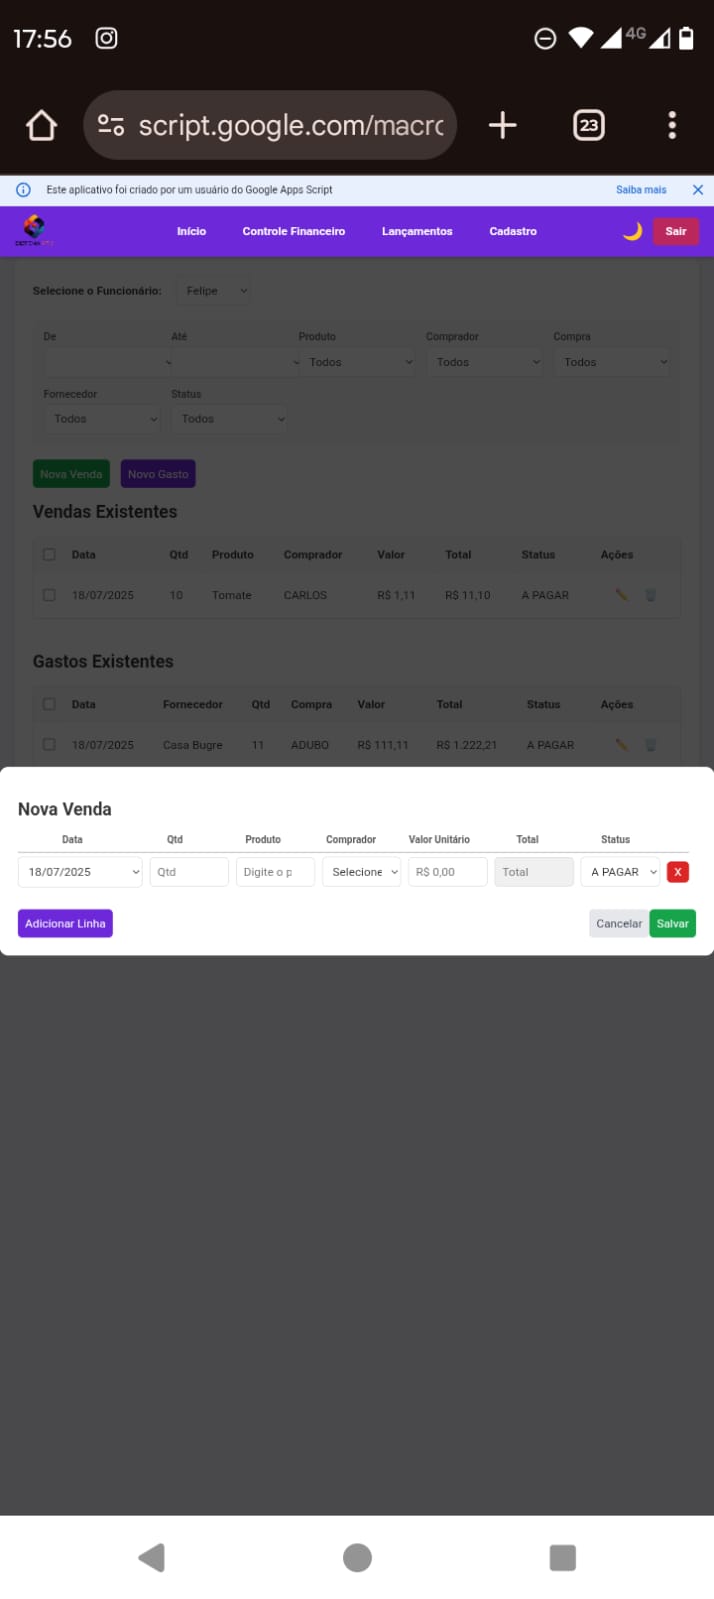 17:56 4G
script.google.com/macro 23
Este aplicativo foi criado por um usuário do Google Apps Script Saiba mais
Início Controle Financeiro Lançamentos Cadastro Sair
Selecione o Funcionário: Felipe
De Até Produto Comprador Compra
Todos Todos Todos
Fornecedor Status
Todos Todos
Nova Venda Novo Gasto
Vendas Existentes
Data Qtd Produto Comprador Valor Total Status Ações
18/07/2025 10 Tomate CARLOS R$ 1,11 R$ 11,10 A PAGAR
Gastos Existentes
Data Fornecedor Qtd Compra Valor Total Status Ações
18/07/2025 Casa Bugre 11 ADUBO R$ 111,11 R$ 1.222,21 A PAGAR
Nova Venda
Data Qtd Produto Comprador Valor Unitário Total Status
18/07/2025 Qtd Digite o p Selecione R$ 0,00 Total A PAGAR X
Adicionar Linha Cancelar Salvar